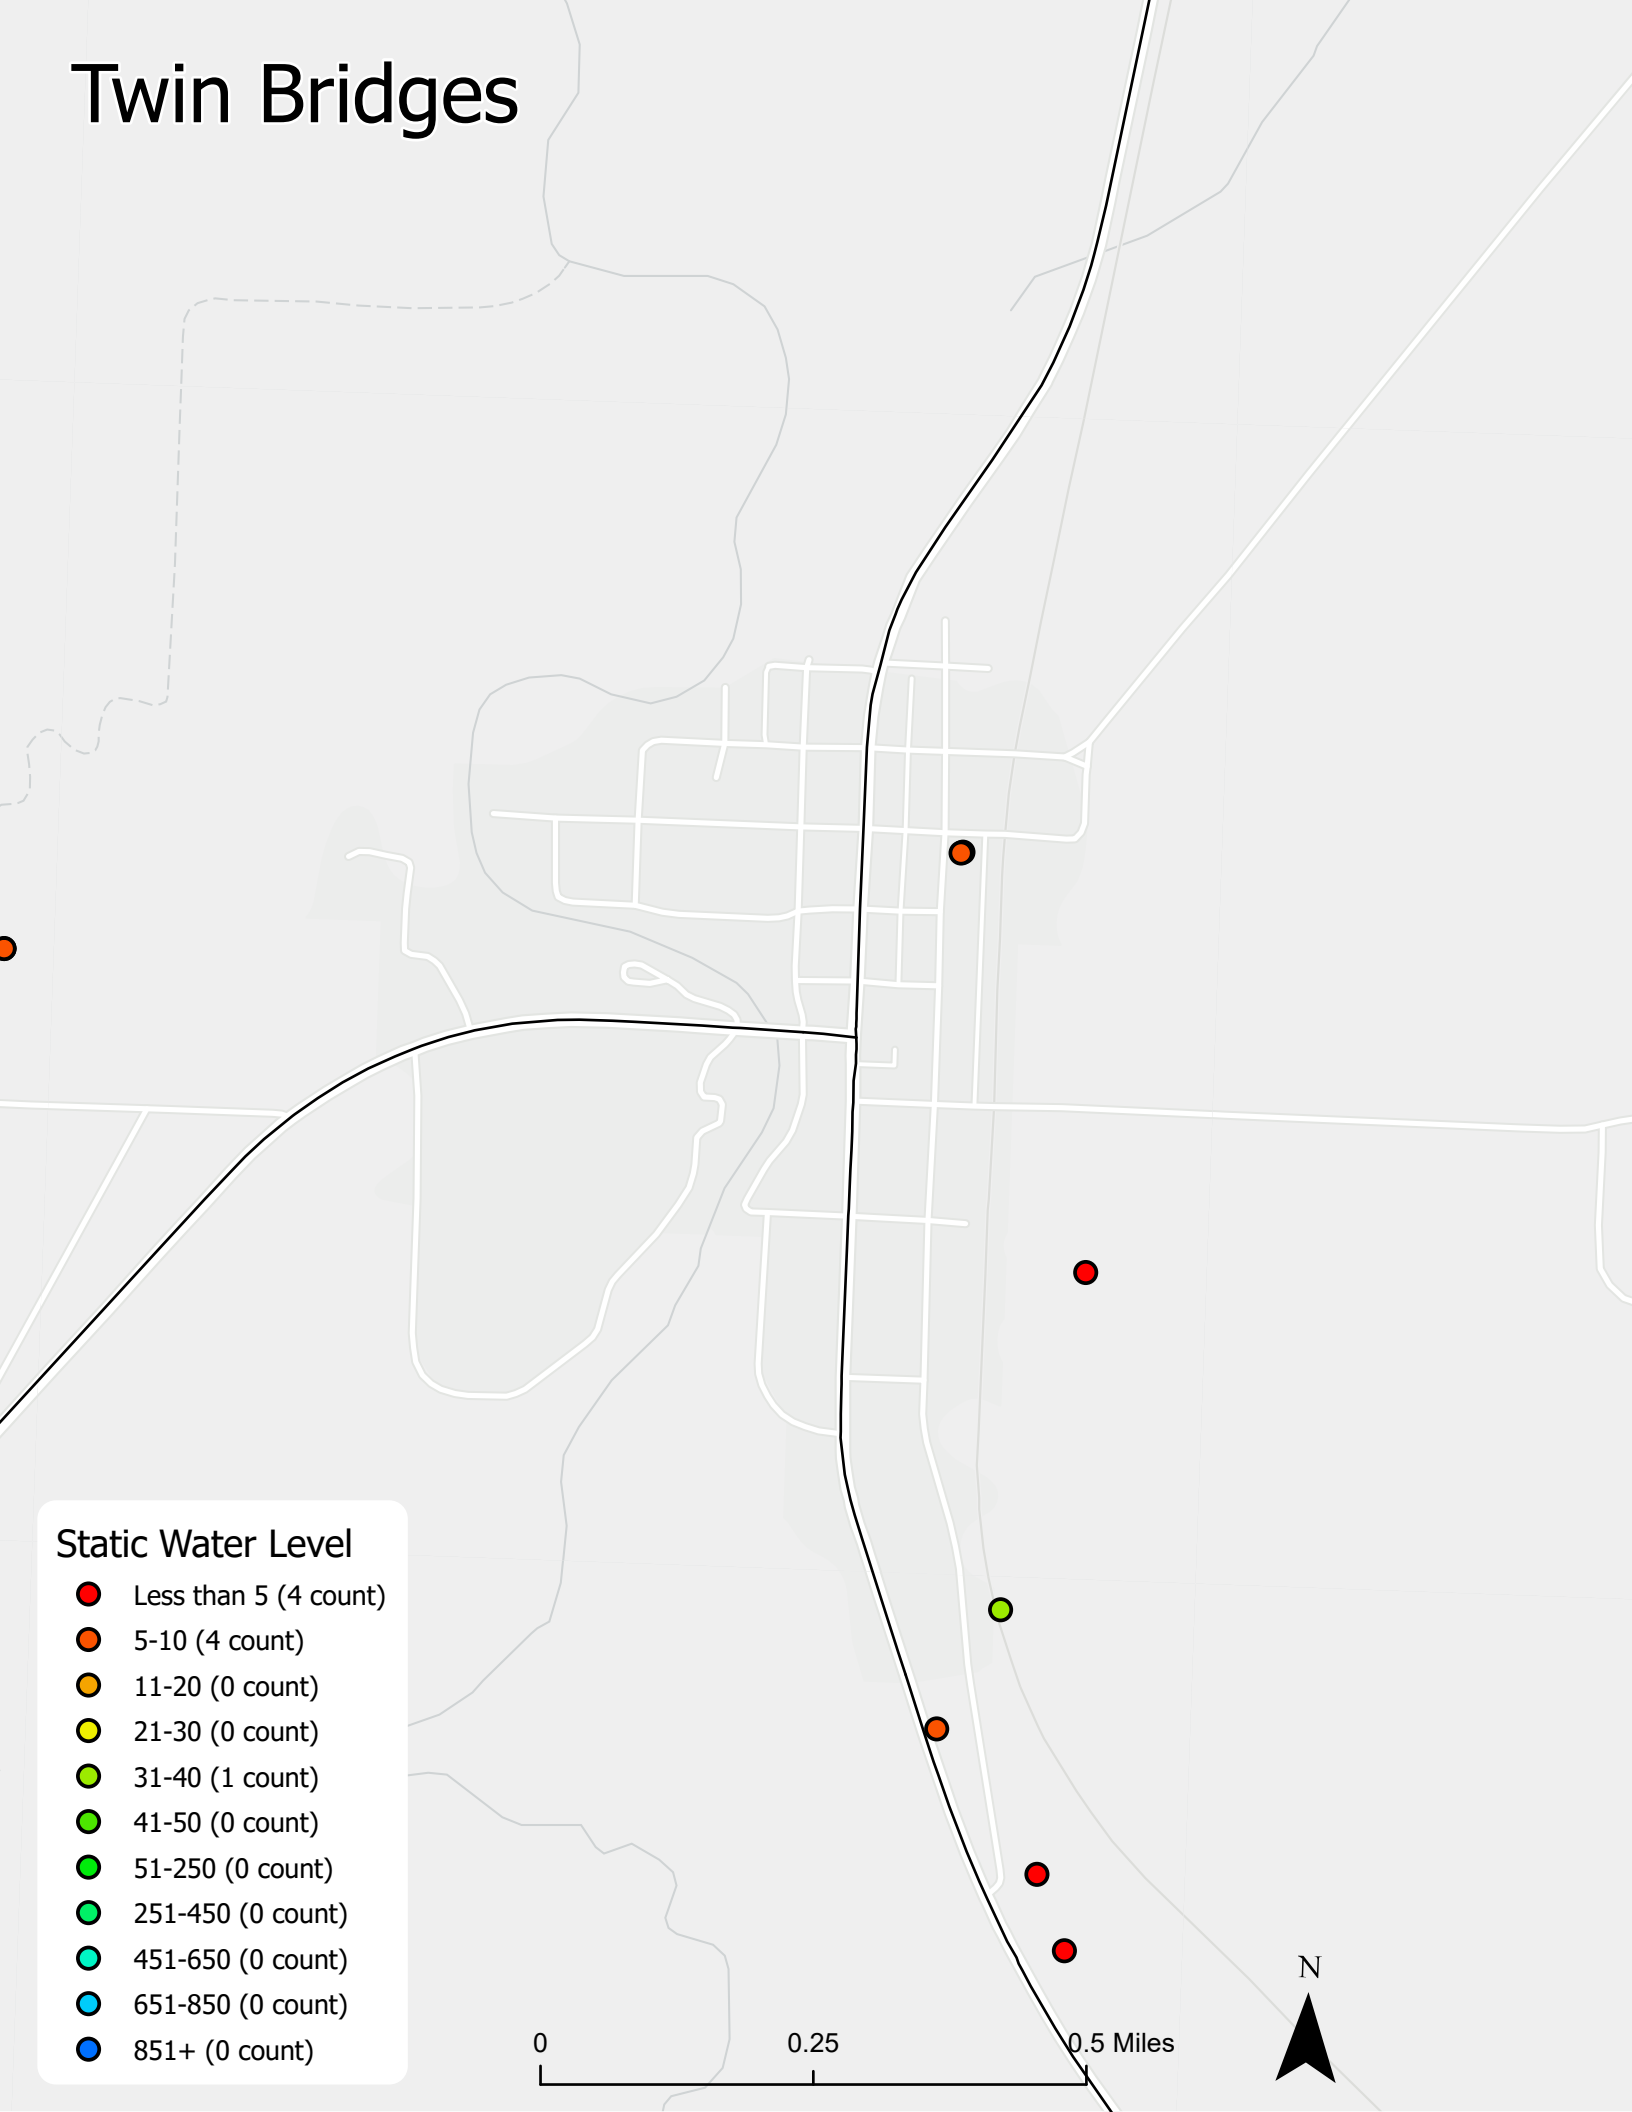 Twin Bridges
Static Water Level
Less than 5 (4 count)
5-10 (4 count)
11-20 (0 count)
21-30 (0 count)
31-40 (1 count)
41-50 (0 count)
51-250 (0 count)
251-450 (0 count)
451-650 (0 count)
651-850 (0 count)
851+ (0 count)
0 0.25 0.5 Miles
N